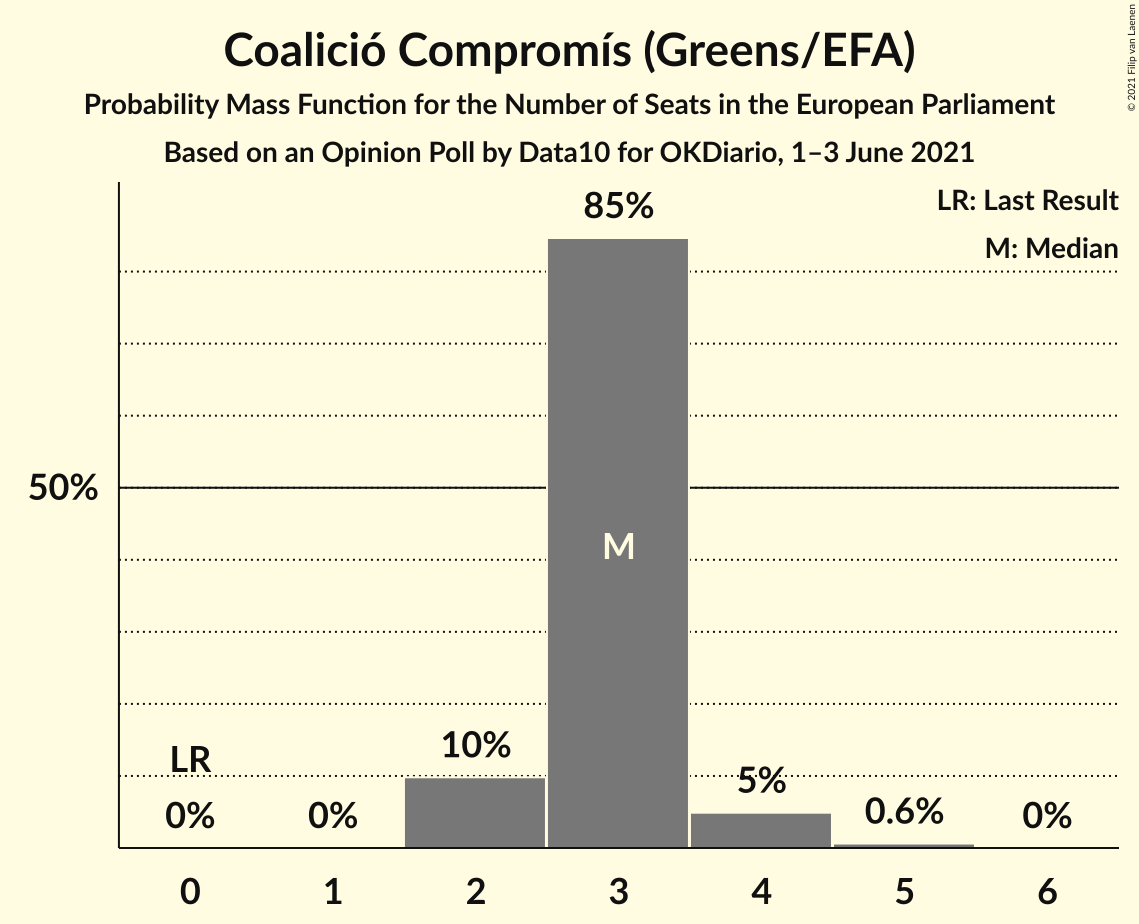 Coalició Compromís (Greens/EFA)
Probability Mass Function for the Number of Seats in the European Parliament
Based on an Opinion Poll by Data10 for OKDiario, 1–3 June 2021
© 2021 Filip van Laenen
LR: Last Result
M: Median
85%
50%
M
LR
10%
5%
0%
0%
0.6%
0%
0
1
2
3
4
5
6